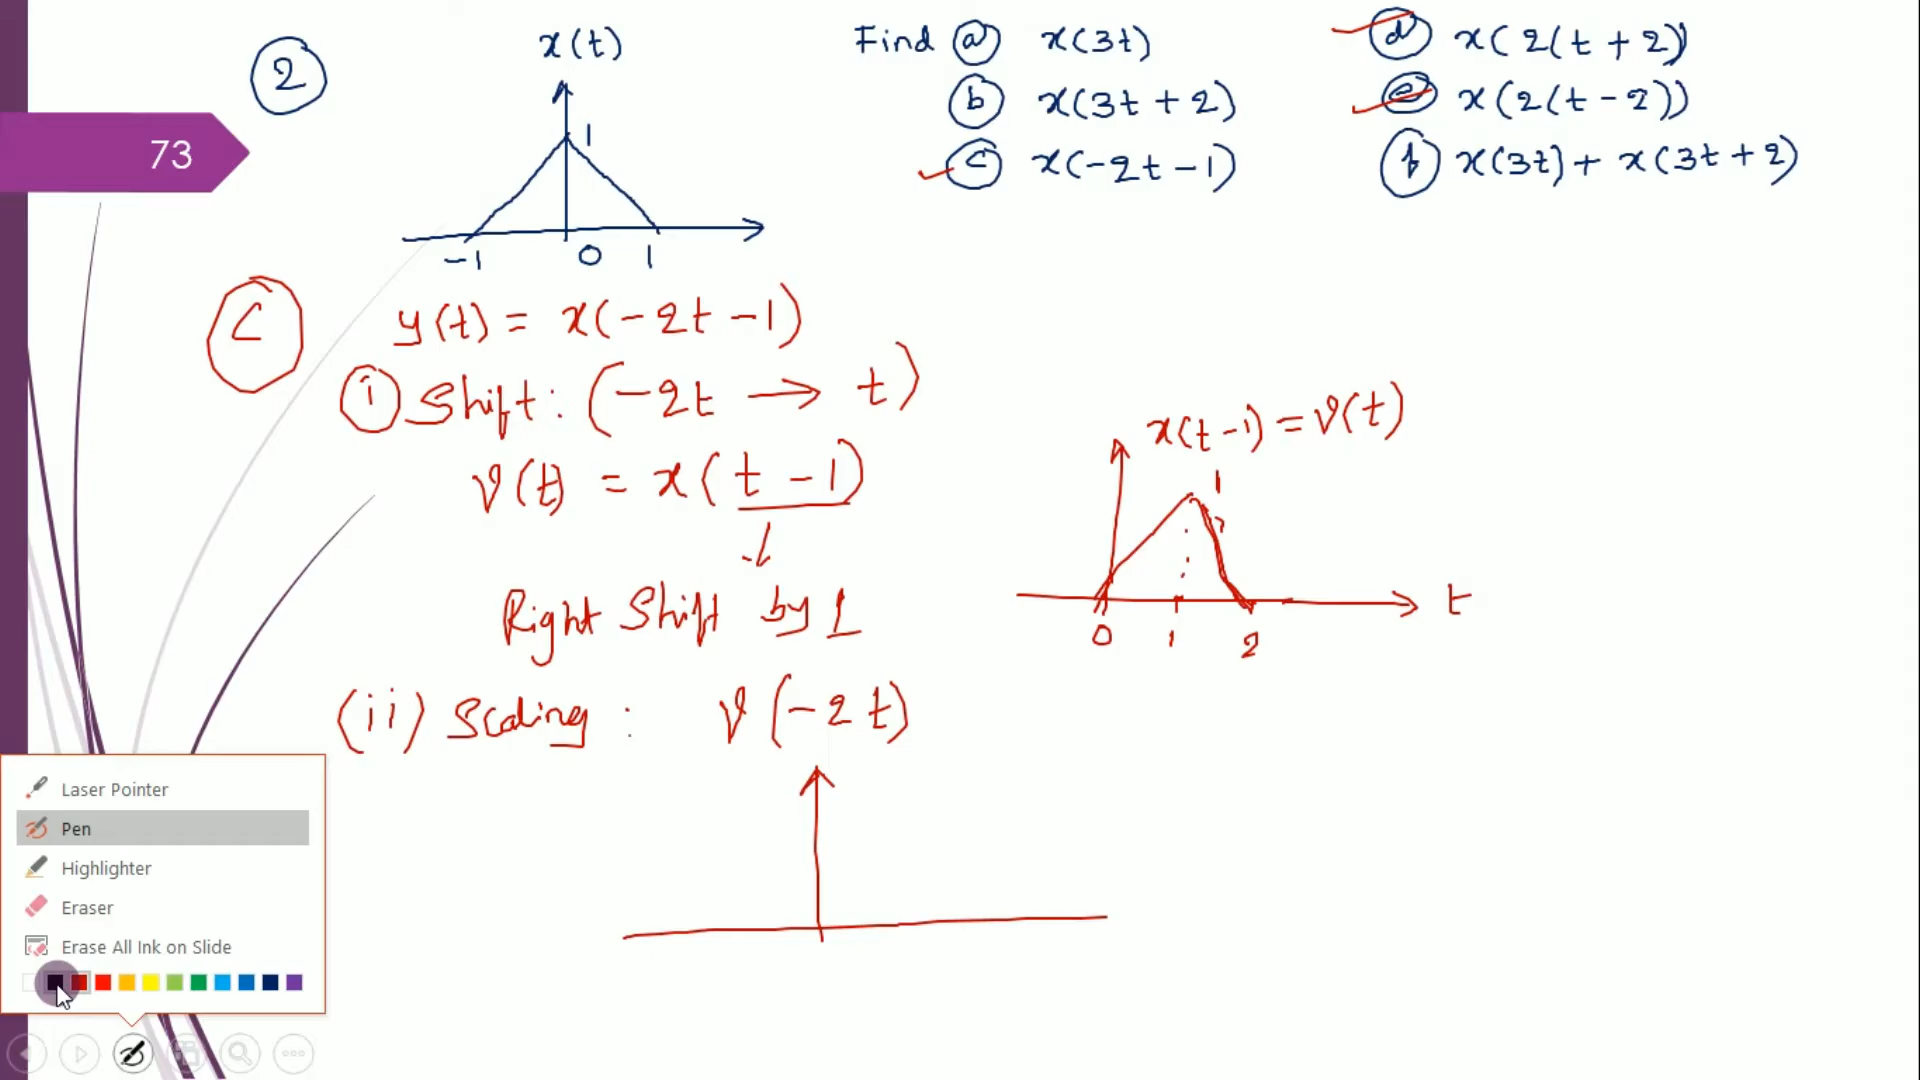 73
2
x(t)
1
-1 0 1
Find (a) x(3t)
(b) x(3t + 2)
(c) x(-2t - 1)
(d) x(2(t + 2))
(e) x(2(t - 2))
(f) x(3t) + x(3t + 2)
C
y(t) = x(-2t - 1)
(i) Shift: (-2t → t)
v(t) = x(t - 1)
Right Shift by 1
x(t-1) = v(t)
1
0 1 2
t
(ii) Scaling : v(-2t)
Laser Pointer
Pen
Highlighter
Eraser
Erase All Ink on Slide